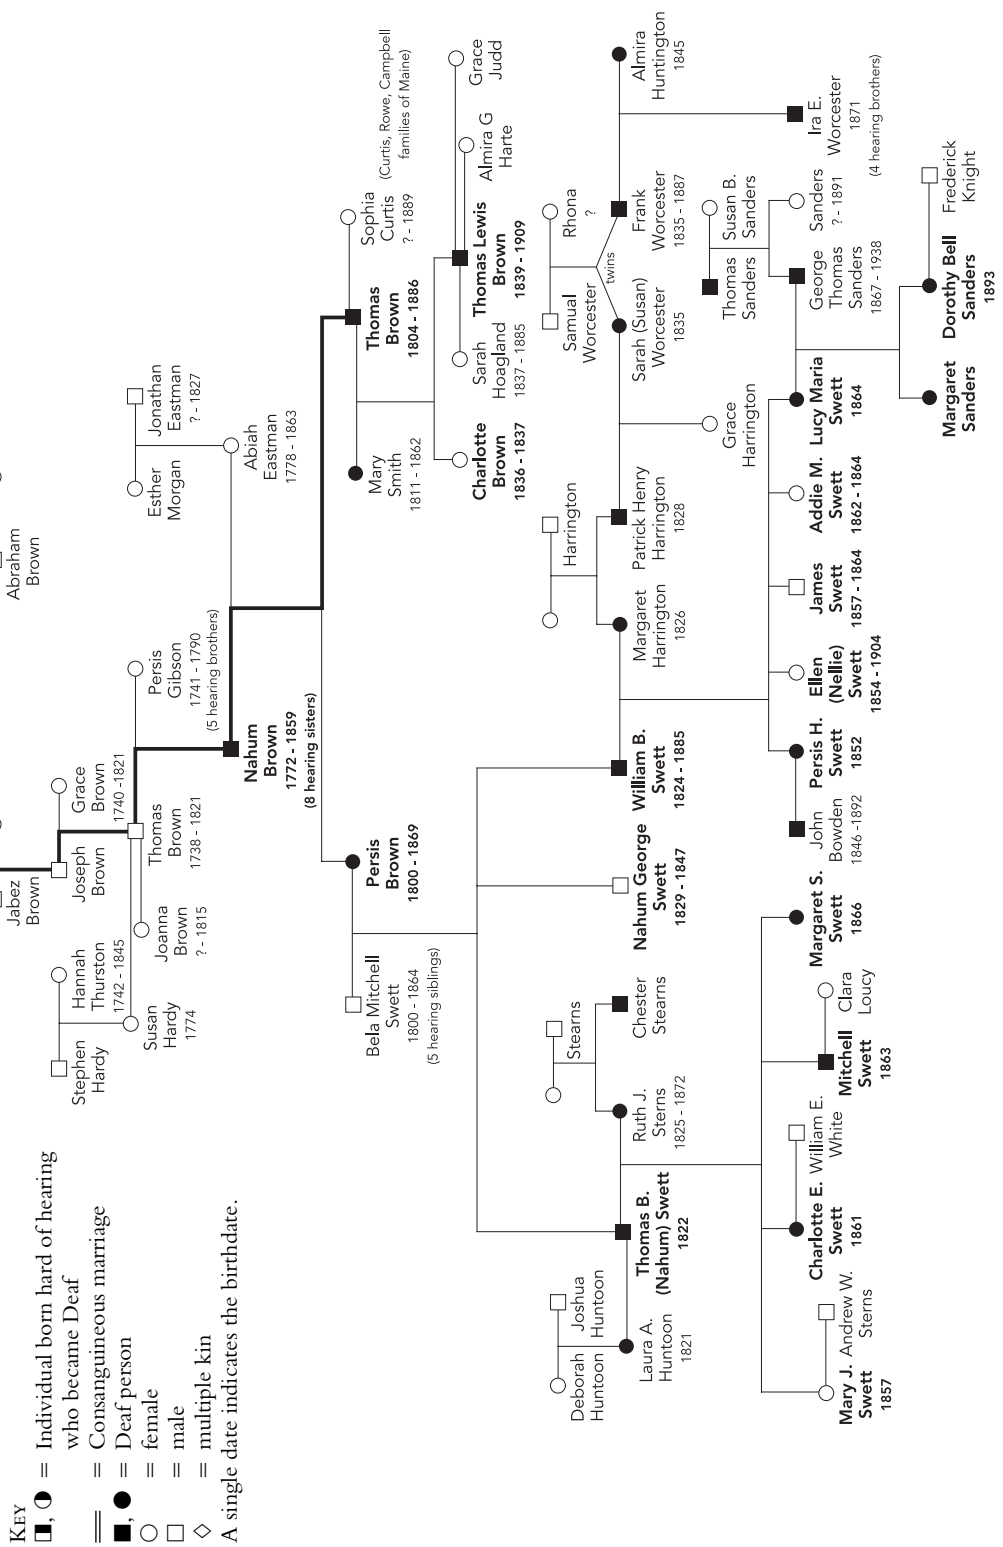 KEY
= Individual born hard of hearing
who became Deaf
= Consanguineous marriage
= Deaf person
= female
= male
= multiple kin
A single date indicates the birthdate.
Jabez
Brown
Abraham
Brown
Stephen
Hardy
Hannah
Thurston
1742 - 1845
Joseph
Brown
Grace
Brown
1740 -1821
Susan
Hardy
1774
Joanna
Brown
? - 1815
Thomas
Brown
1738 - 1821
Persis
Gibson
1741 - 1790
(5 hearing brothers)
Esther
Morgan
Jonathan
Eastman
? - 1827
Nahum
Brown
1772 - 1859
(8 hearing sisters)
Abiah
Eastman
1778 - 1863
Bela Mitchell
Swett
1800 - 1864
(5 hearing siblings)
Persis
Brown
1800 - 1869
Mary
Smith
1811 - 1862
Thomas
Brown
1804 - 1886
Sophia
Curtis
? - 1889
(Curtis, Rowe, Campbell
families of Maine)
Charlotte
Brown
1836 - 1837
Sarah
Hoagland
1837 - 1885
Thomas Lewis
Brown
1839 - 1909
Almira G
Harte
Grace
Judd
Deborah
Huntoon
Joshua
Huntoon
Stearns
Harrington
Samual
Worcester
Rhona
?
twins
Laura A.
Huntoon
1821
Thomas B.
(Nahum) Swett
1822
Ruth J.
Sterns
1825 - 1872
Chester
Stearns
Nahum George
Swett
1829 - 1847
William B.
Swett
1824 - 1885
Margaret
Harrington
1826
Patrick Henry
Harrington
1828
Sarah (Susan)
Worcester
1835
Frank
Worcester
1835 - 1887
Almira
Huntington
1845
Grace
Harrington
Thomas
Sanders
Susan B.
Sanders
Mary J.
Swett
1857
Andrew W.
Sterns
Charlotte E.
Swett
1861
William E.
White
Mitchell
Swett
1863
Clara
Loucy
Margaret S.
Swett
1866
John
Bowden
1846 -1892
Persis H.
Swett
1852
Ellen
(Nellie)
Swett
1854 - 1904
James
Swett
1857 - 1864
Addie M.
Swett
1862 - 1864
Lucy Maria
Swett
1864
George
Thomas
Sanders
1867 - 1938
Sanders
? - 1891
Ira E.
Worcester
1871
(4 hearing brothers)
Margaret
Sanders
Dorothy Bell
Sanders
1893
Frederick
Knight